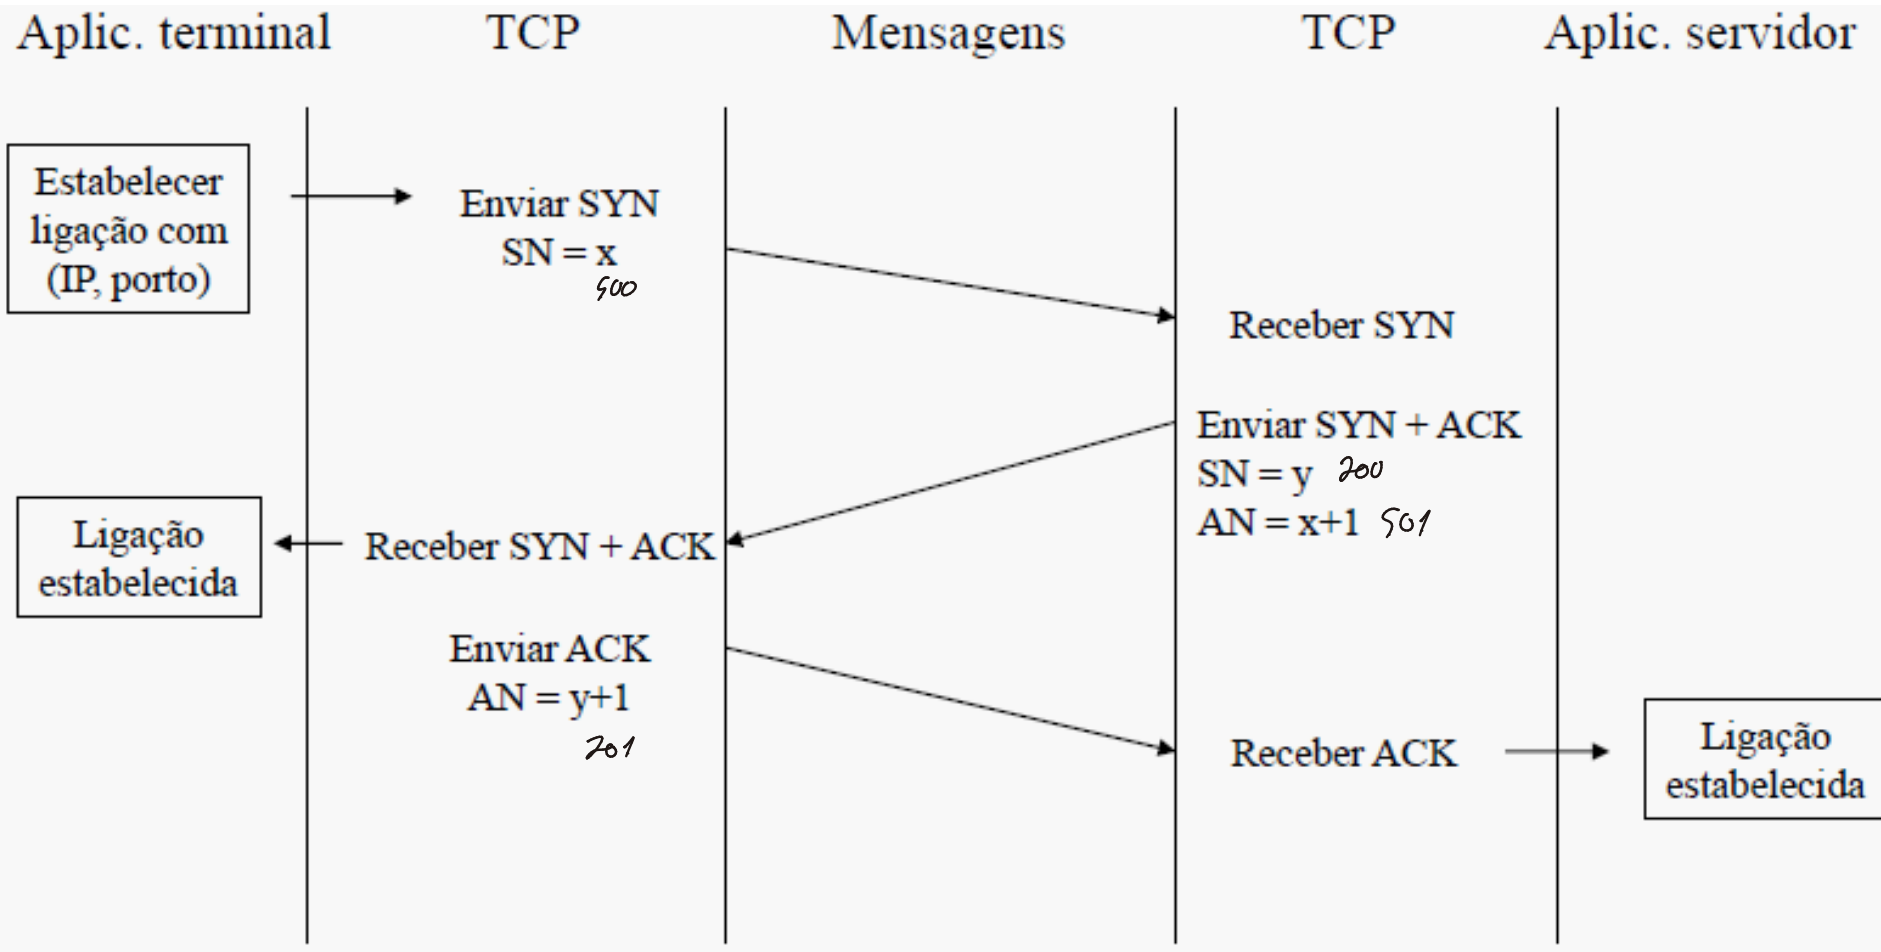 Aplic. terminal
TCP
Mensagens
TCP
Aplic. servidor
Estabelecer
ligação com
(IP, porto)
Enviar SYN
SN = x
500
Receber SYN
Enviar SYN + ACK
SN = y 200
AN = x+1 501
Ligação
estabelecida
Receber SYN + ACK
Enviar ACK
AN = y+1
201
Receber ACK
Ligação
estabelecida